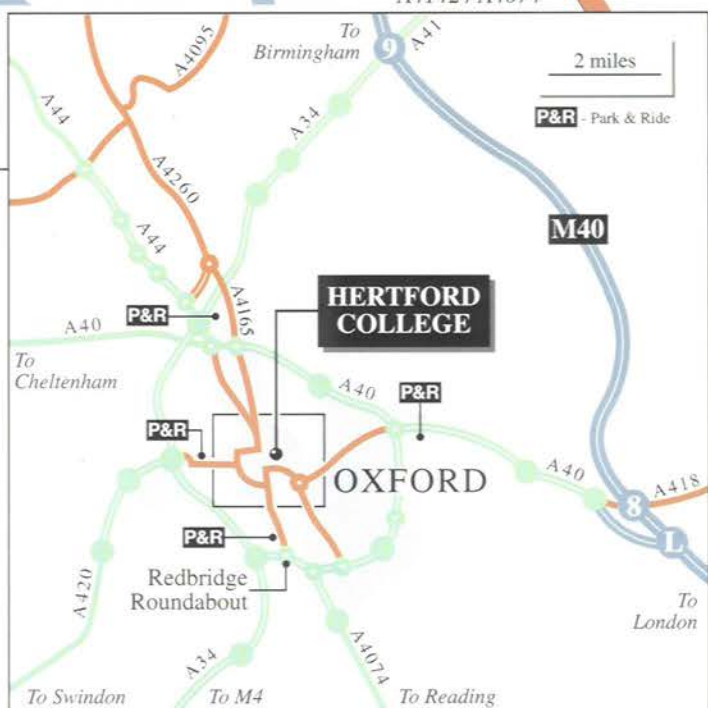 To
Birmingham
9
A41
2 miles
P&R - Park & Ride
A4095
A44
A34
A4260
M40
A44
HERTFORD
COLLEGE
P&R
A4165
A40
To
Cheltenham
A40
P&R
P&R
OXFORD
A40
A418
8
L
P&R
Redbridge
Roundabout
A420
To
London
A34
A4074
To Swindon
To M4
To Reading